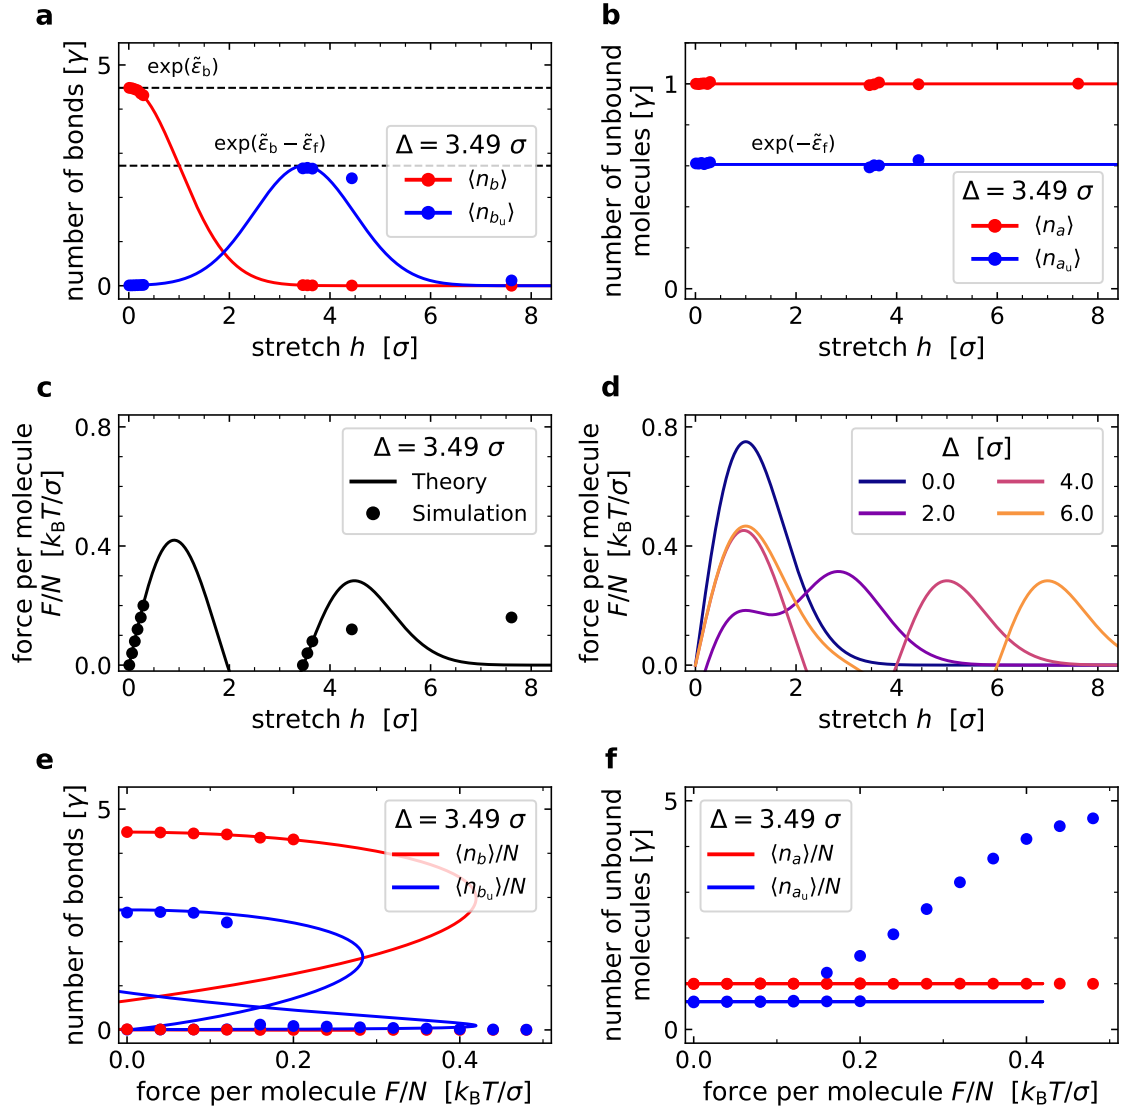 a
number of bonds [γ]
5
0
exp(ε̃b)
exp(ε̃b − ε̃f)
Δ = 3.49 σ
⟨nb⟩
⟨nbu⟩
0 2 4 6 8
stretch h [σ]
b
number of unbound
molecules [γ]
1
0
exp(−ε̃f)
Δ = 3.49 σ
⟨na⟩
⟨nau⟩
0 2 4 6 8
stretch h [σ]
c
force per molecule
F/N [kBT/σ]
0.8
0.4
0.0
Δ = 3.49 σ
Theory
Simulation
0 2 4 6 8
stretch h [σ]
d
force per molecule
F/N [kBT/σ]
0.8
0.4
0.0
Δ [σ]
0.0 4.0
2.0 6.0
0 2 4 6 8
stretch h [σ]
e
number of bonds [γ]
5
0
Δ = 3.49 σ
⟨nb⟩/N
⟨nbu⟩/N
0.0 0.2 0.4
force per molecule F/N [kBT/σ]
f
number of unbound
molecules [γ]
5
0
Δ = 3.49 σ
⟨na⟩/N
⟨nau⟩/N
0.0 0.2 0.4
force per molecule F/N [kBT/σ]